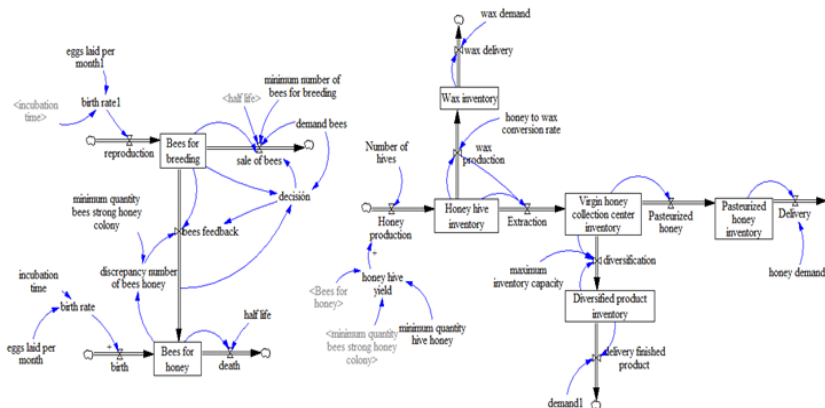 eggs laid per
month1
<incubation
time>
birth rate1
reproduction
Bees for
breeding
<half life>
minimum number of
bees for breeding
demand bees
sale of bees
decision
minimum quantity
bees strong honey
colony
bees feedback
discrepancy number
of bees honey
incubation
time
birth rate
eggs laid per
month
+
birth
Bees for
honey
half life
death
wax demand
wax delivery
Wax inventory
honey to wax
conversion rate
wax
production
Number of
hives
Honey
production
+
Honey hive
inventory
Extraction
Virgin honey
collection center
inventory
Pasteurized
honey
Pasteurized
honey inventory
Delivery
honey demand
honey hive
yield
<Bees for
honey>
<minimum quantity
bees strong honey
colony>
minimum quantity
hive honey
maximum
inventory capacity
diversification
Diversified product
inventory
delivery finished
product
demand1